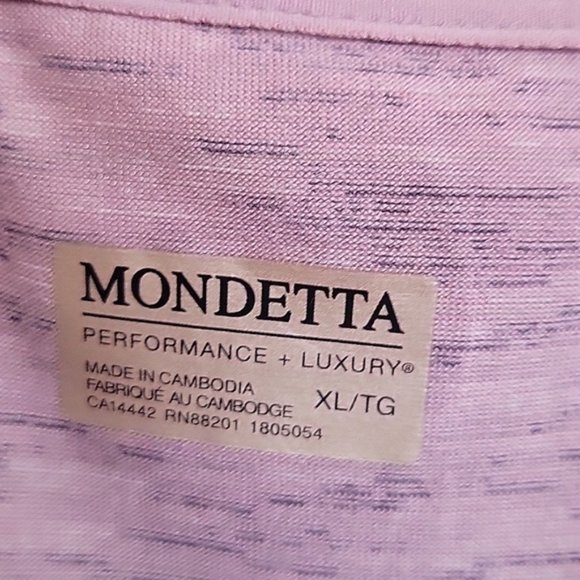 MONDETTA
PERFORMANCE + LUXURY®
MADE IN CAMBODIA
FABRIQUÉ AU CAMBODGE XL/TG
CA14442 RN88201 1805054